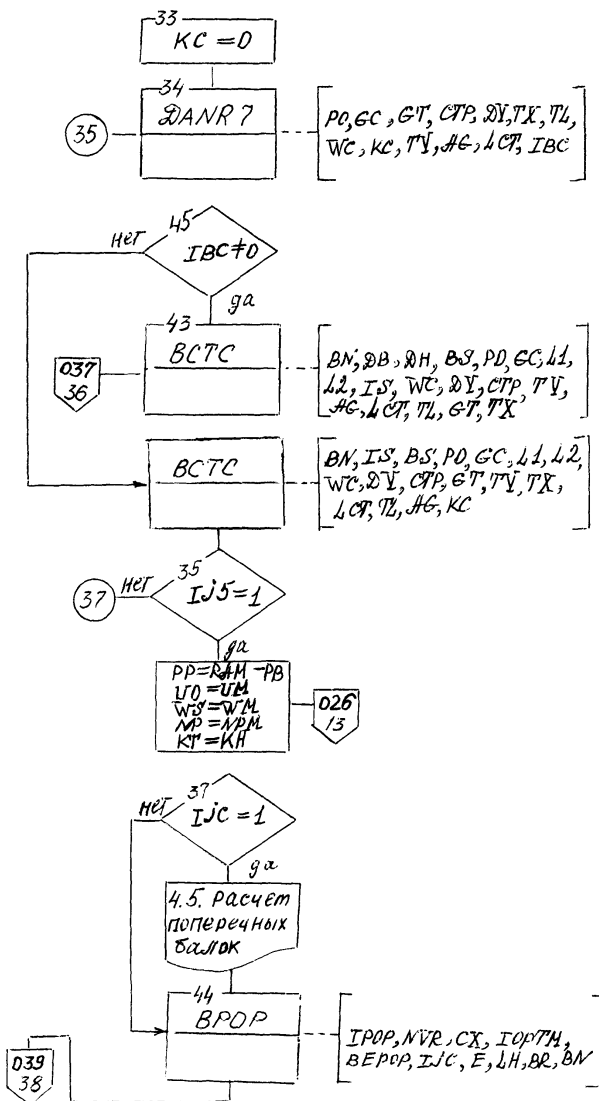 33
КС = 0
34
DANR7
35
PO, GC, GT, CTP, DY, TX, TL,
WC, KC, TY, AG, LCT, IBC
45
нет
IBC≠0
да
43
BCTC
037
36
BN, DB, DH, BS, PO, GC, L1,
L2, IS, WC, DY, CTP, TY,
AG, LCT, TL, GT, TX
BCTC
BN, IS, BS, PO, GC, L1, L2,
WC, DY, CTP, GT, TY, TX,
LCT, TL, AG, KC
35
37
нет
Ij5=1
да
PP=RAM-PB
UO=UM
WS=WM
NP=NPM
KT=KH
026
13
37
нет
IJC=1
да
4.5. Расчет
поперечных
балок
44
BPOP
IPOP, NVR, CX, IOPTM,
BEPOP, IJC, E, LH, BR, BN
039
38